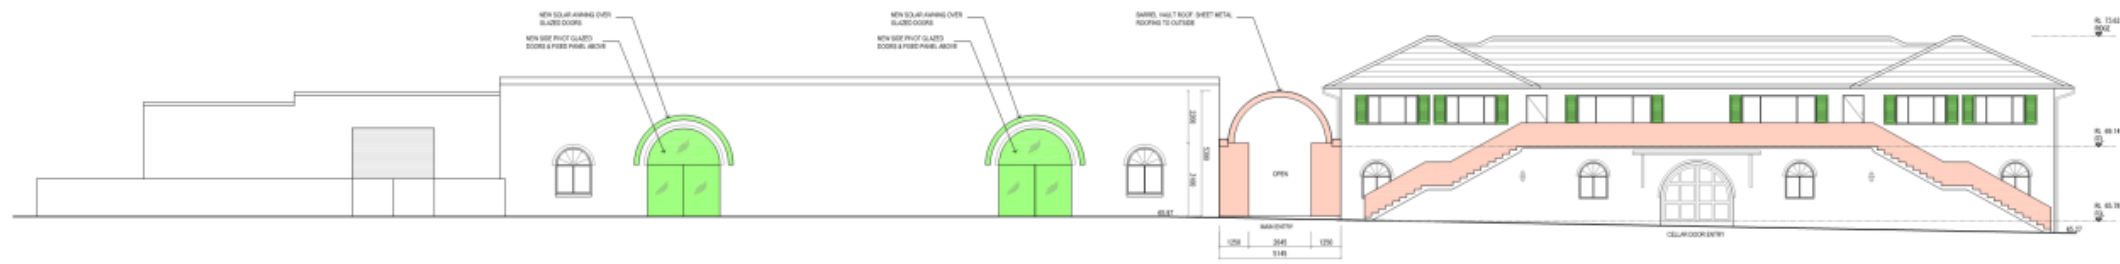 NEW SOLAR AWNING OVER
GLAZED DOORS
NEW SIDE PIVOT GLAZED
DOORS & FIXED PANEL ABOVE
NEW SOLAR AWNING OVER
GLAZED DOORS
NEW SIDE PIVOT GLAZED
DOORS & FIXED PANEL ABOVE
BARREL VAULT ROOF: SHEET METAL
ROOFING TO OUTSIDE
OPEN
MAIN ENTRY
1250
1250
5145
CELLAR DOOR ENTRY
RIDGE